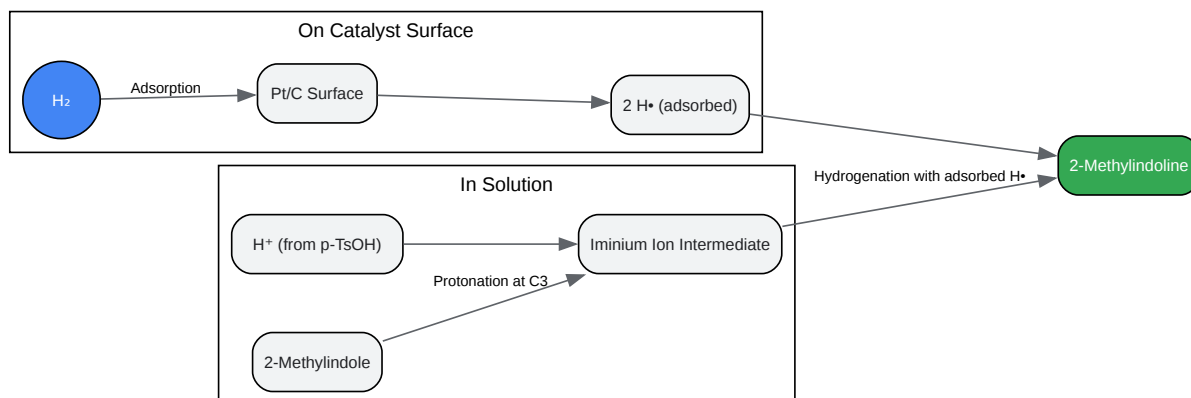 On Catalyst Surface
H₂
Adsorption
Pt/C Surface
2 H• (adsorbed)
2-Methylindoline
Hydrogenation with adsorbed H•
In Solution
H⁺ (from p-TsOH)
Iminium Ion Intermediate
Protonation at C3
2-Methylindole